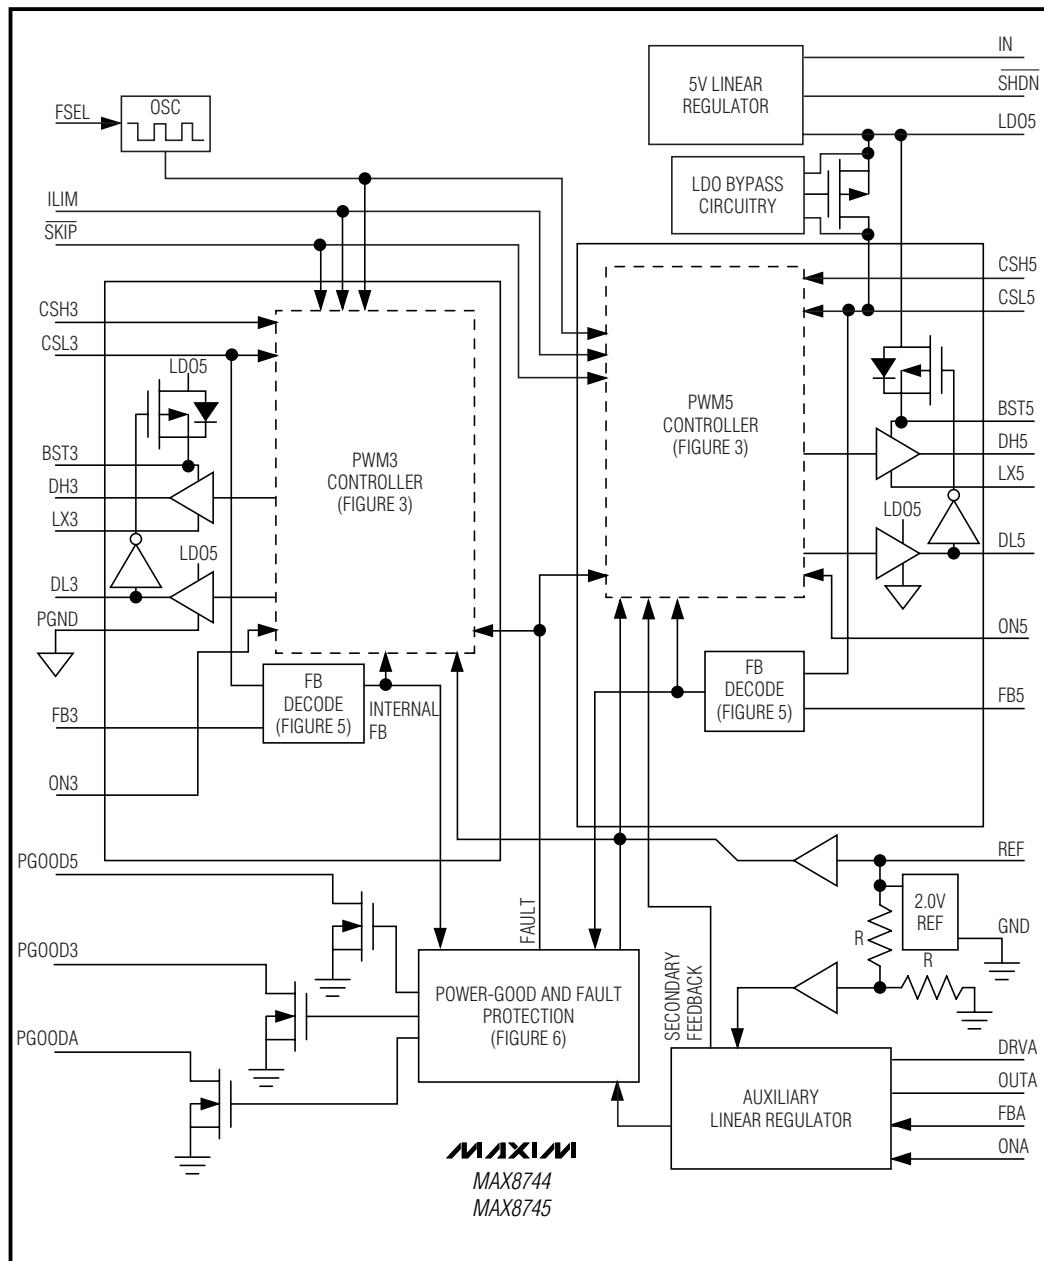 IN
SHDN
LDO5
5V LINEAR
REGULATOR
OSC
FSEL
LDO BYPASS
CIRCUITRY
ILIM
SKIP
CSH5
CSL5
CSH3
CSL3
LDO5
PWM3
CONTROLLER
(FIGURE 3)
PWM5
CONTROLLER
(FIGURE 3)
BST3
DH3
LX3
LDO5
DL3
PGND
BST5
DH5
LX5
LDO5
DL5
ON5
FB
DECODE
(FIGURE 5)
INTERNAL
FB
FB
DECODE
(FIGURE 5)
FB3
FB5
ON3
PGOOD5
REF
2.0V
REF
R
R
GND
FAULT
SECONDARY
FEEDBACK
PGOOD3
POWER-GOOD AND FAULT
PROTECTION
(FIGURE 6)
PGOODA
AUXILIARY
LINEAR REGULATOR
DRVA
OUTA
FBA
ONA
MAXIM
MAX8744
MAX8745